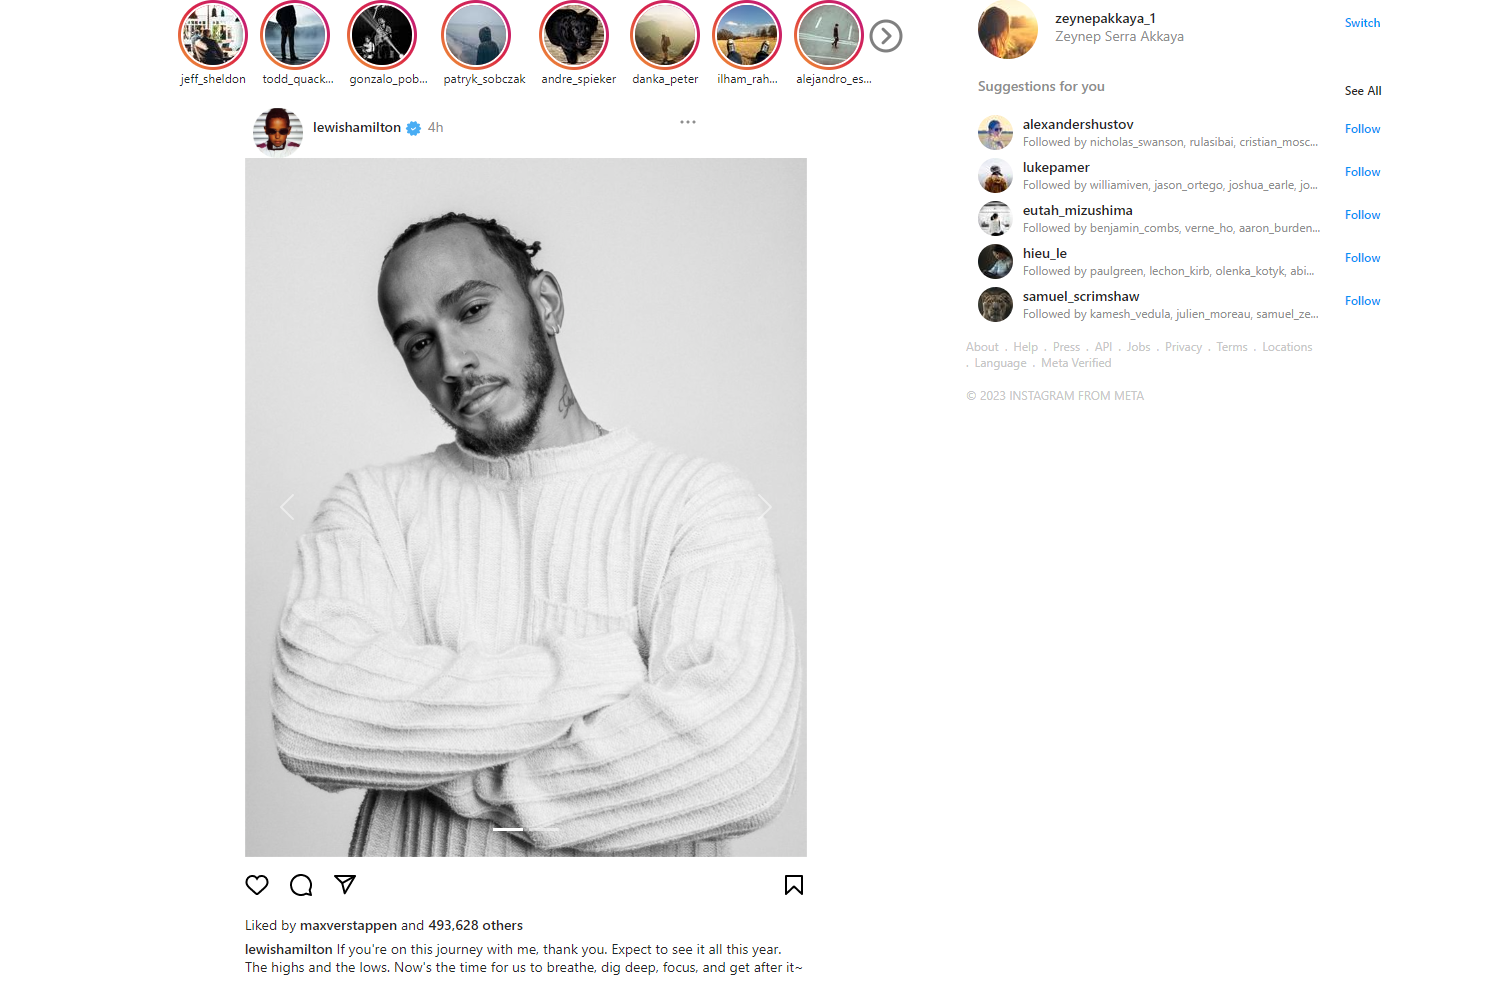 jeff_sheldon
todd_quack...
gonzalo_pob...
patryk_sobczak
andre_spieker
danka_peter
ilham_rah...
alejandro_es...
lewishamilton 4h
Liked by maxverstappen and 493,628 others
lewishamilton If you're on this journey with me, thank you. Expect to see it all this year.
The highs and the lows. Now's the time for us to breathe, dig deep, focus, and get after it~
zeynepakkaya_1
Zeynep Serra Akkaya
Switch
Suggestions for you
See All
alexandershustov
Followed by nicholas_swanson, rulasibai, cristian_mosc...
Follow
lukepamer
Followed by williamiven, jason_ortego, joshua_earle, jo...
Follow
eutah_mizushima
Followed by benjamin_combs, verne_ho, aaron_burden...
Follow
hieu_le
Followed by paulgreen, lechon_kirb, olenka_kotyk, abi...
Follow
samuel_scrimshaw
Followed by kamesh_vedula, julien_moreau, samuel_ze...
Follow
About . Help . Press . API . Jobs . Privacy . Terms . Locations
. Language . Meta Verified
© 2023 INSTAGRAM FROM META